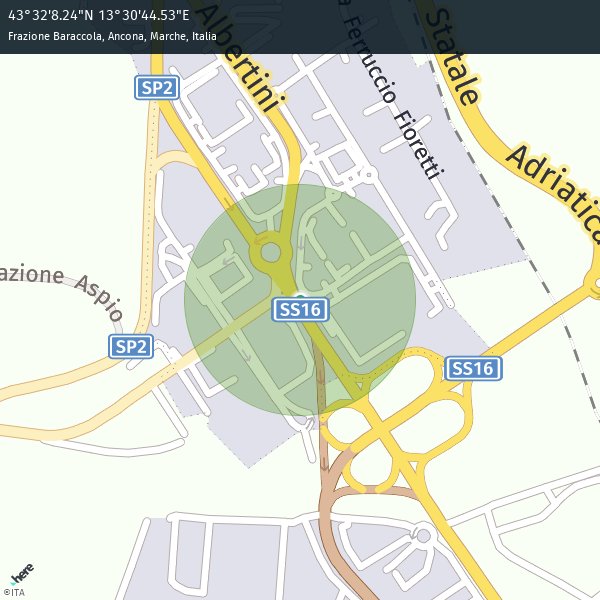 43°32'8.24"N 13°30'44.53"E
Frazione Baraccola, Ancona, Marche, Italia
Albertini
Ferruccio Fioretti
Statale
Adriatica
SP2
azione Aspio
SS16
SP2
SS16
here
©ITA